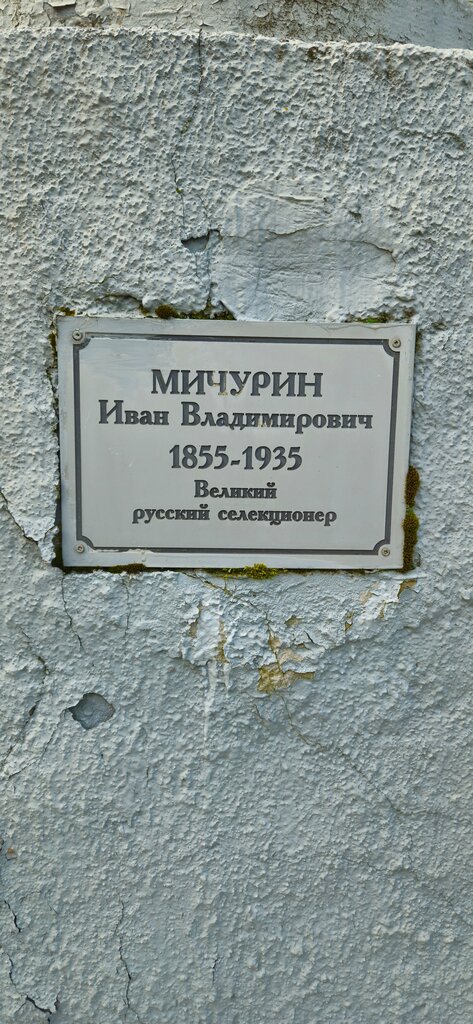 МИЧУРИН
Иван Владимирович
1855-1935
Великий
русский селекционер